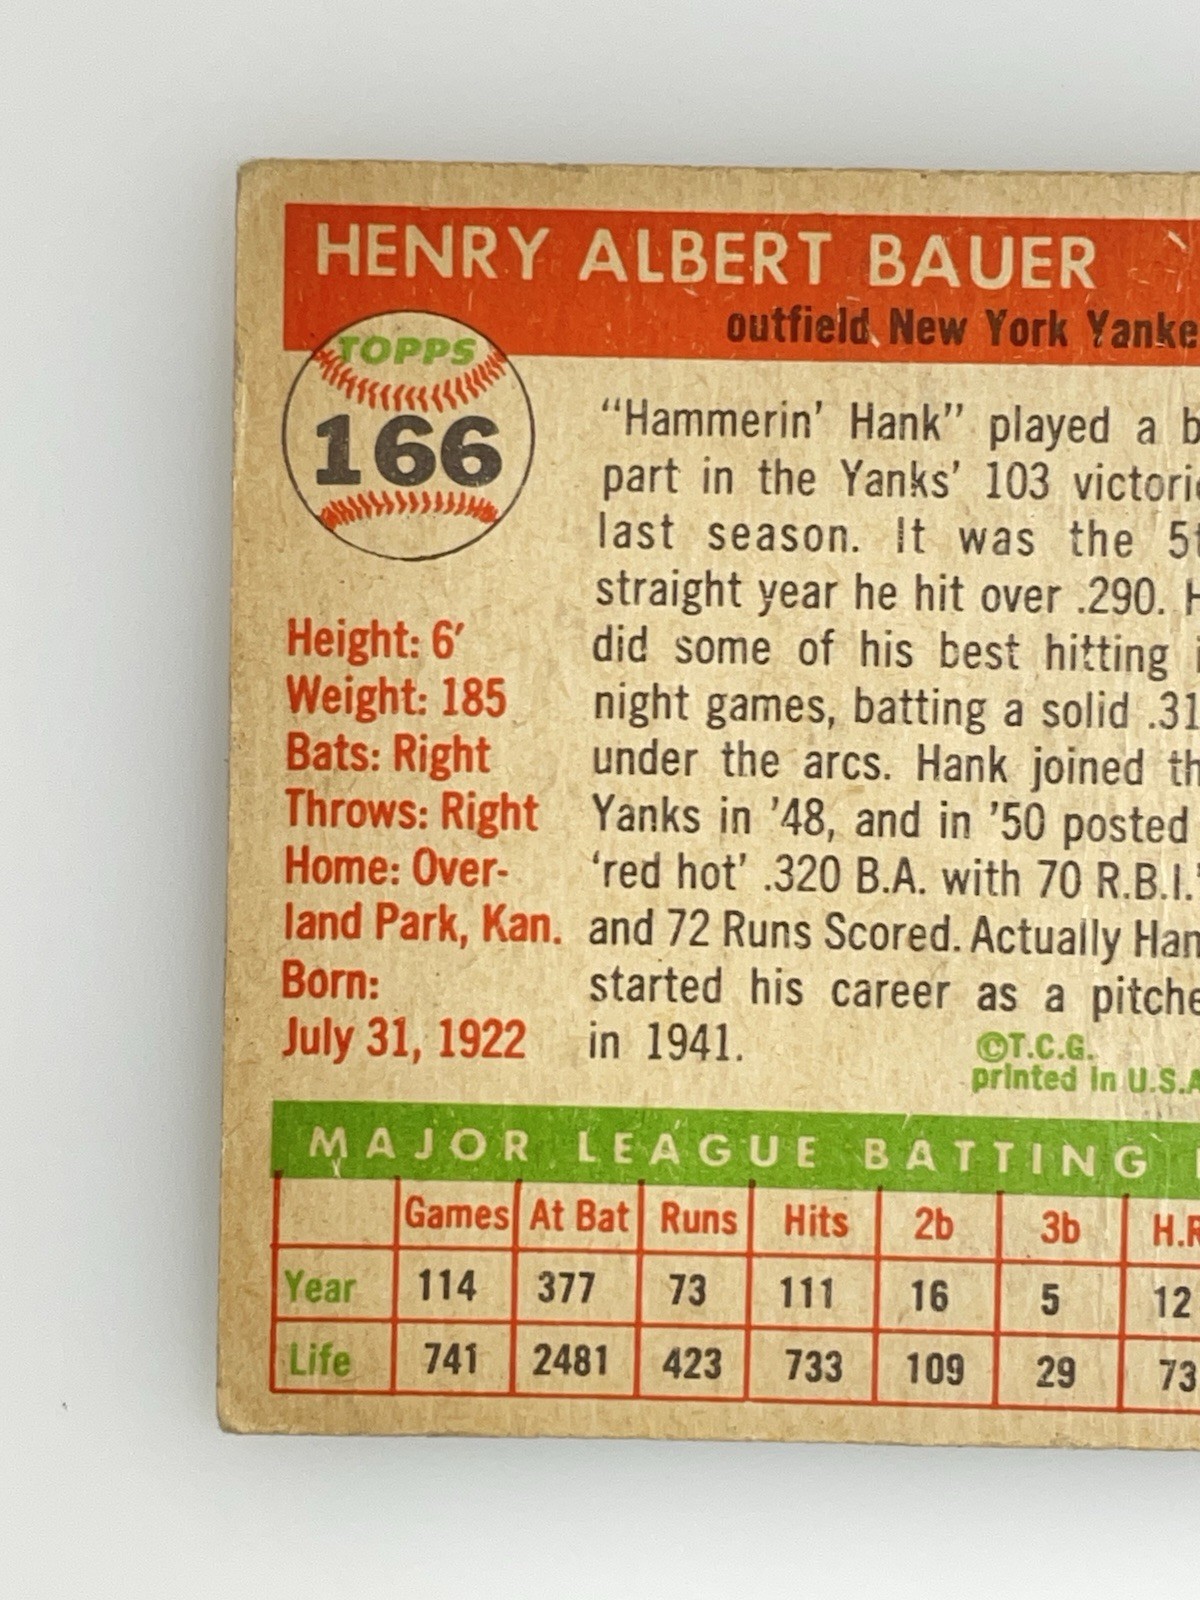 HENRY ALBERT BAUER
outfield New York Yanke
TOPPS
166
"Hammerin' Hank" played a b
part in the Yanks' 103 victorie
last season. It was the 5t
straight year he hit over .290. H
did some of his best hitting i
night games, batting a solid .31
under the arcs. Hank joined th
Yanks in '48, and in '50 posted
'red hot' .320 B.A. with 70 R.B.I.'
and 72 Runs Scored. Actually Han
started his career as a pitche
in 1941.
©T.C.G.
printed in U.S.A
Height: 6'
Weight: 185
Bats: Right
Throws: Right
Home: Over-
land Park, Kan.
Born:
July 31, 1922
MAJOR LEAGUE BATTING
Games At Bat Runs Hits 2b 3b H.R
Year 114 377 73 111 16 5 12
Life 741 2481 423 733 109 29 73